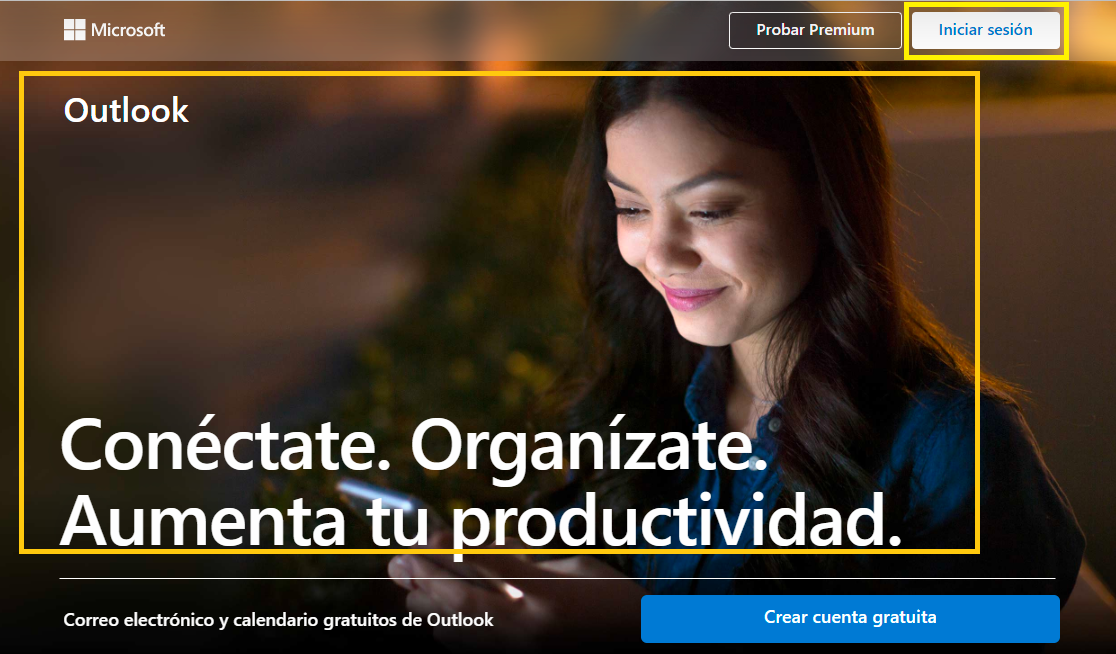 Microsoft
Probar Premium
Iniciar sesión
Outlook
Conéctate. Organízate.
Aumenta tu productividad.
Correo electrónico y calendario gratuitos de Outlook
Crear cuenta gratuita